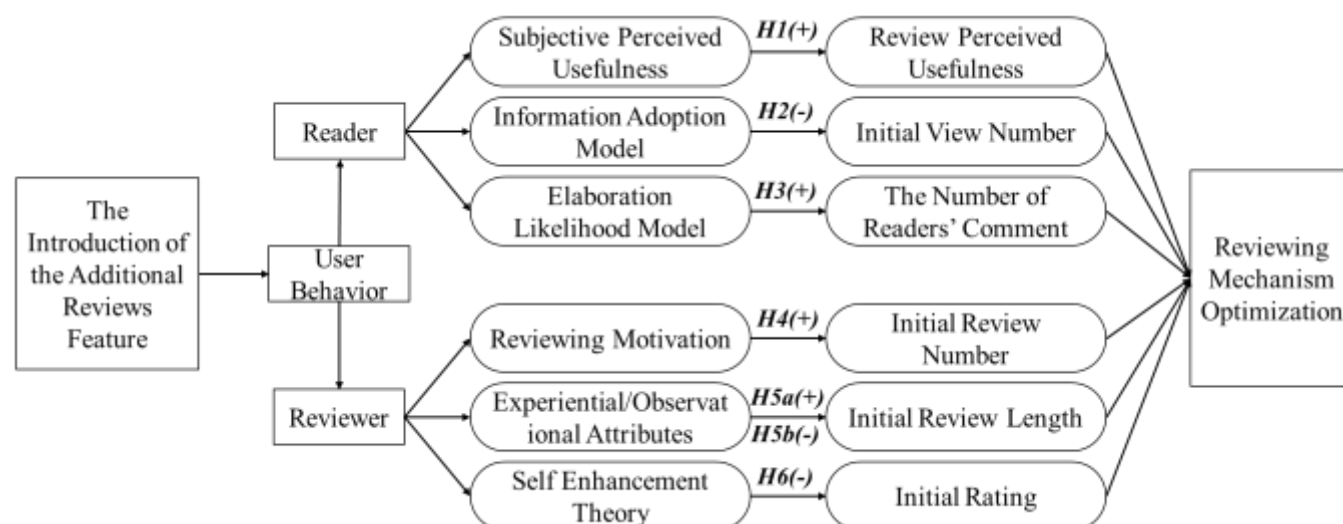 The
Introduction of
the Additional
Reviews
Feature
User
Behavior
Reader
Reviewer
Subjective Perceived
Usefulness
H1(+)
Review Perceived
Usefulness
Information Adoption
Model
H2(-)
Initial View Number
Elaboration
Likelihood Model
H3(+)
The Number of
Readers’ Comment
Reviewing Motivation
H4(+)
Initial Review
Number
Experiential/Observat
ional Attributes
H5a(+)
H5b(-)
Initial Review Length
Self Enhancement
Theory
H6(-)
Initial Rating
Reviewing
Mechanism
Optimization